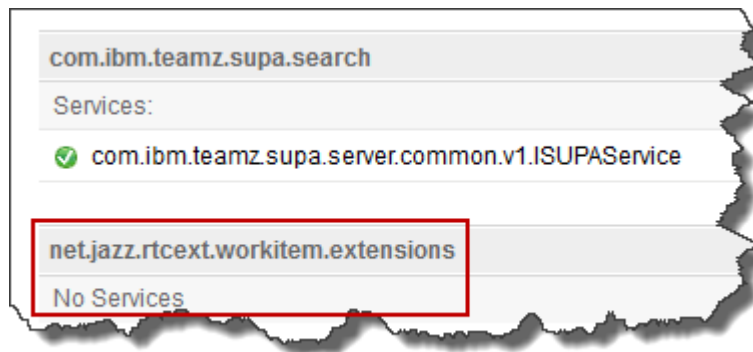 com.ibm.teamz.supa.search
Services:
com.ibm.teamz.supa.server.common.v1.ISUPAService
net.jazz.rtcext.workitem.extensions
No Services